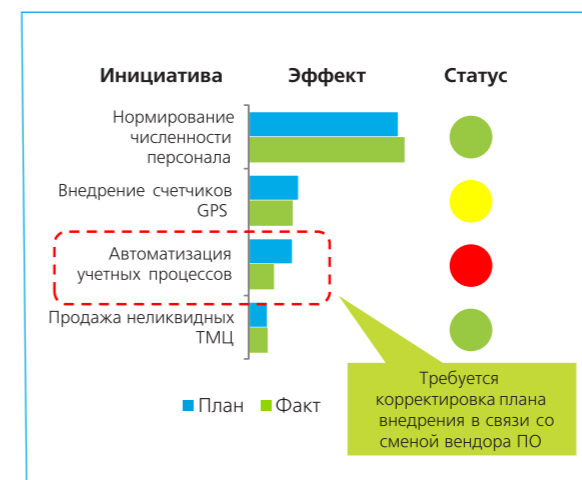 Инициатива Эффект Статус
Нормирование
численности
персонала
Внедрение счетчиков
GPS
Автоматизация
учетных процессов
Продажа неликвидных
ТМЦ
План Факт
Требуется
корректировка плана
внедрения в связи со
сменой вендора ПО